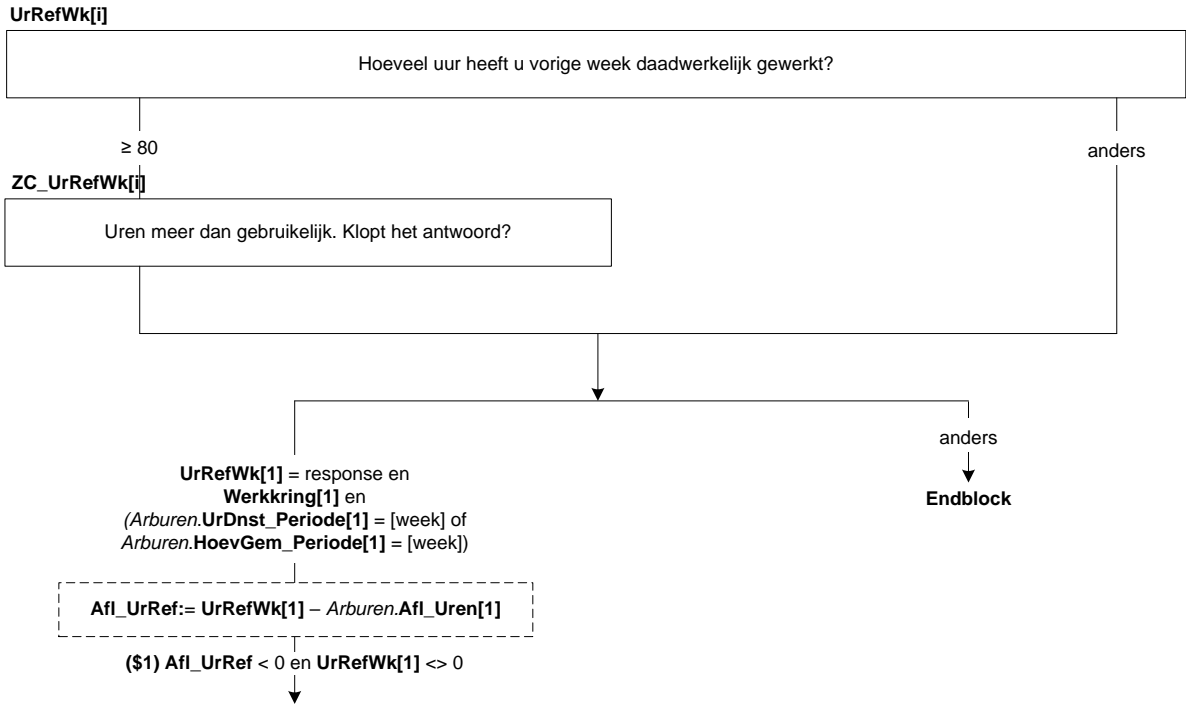 UrRefWk[i]
Hoeveel uur heeft u vorige week daadwerkelijk gewerkt?
≥ 80
anders
ZC_UrRefWk[i]
Uren meer dan gebruikelijk. Klopt het antwoord?
anders
UrRefWk[1] = response en
Werkkring[1] en
(Arburen.UrDnst_Periode[1] = [week] of
Arburen.HoevGem_Periode[1] = [week])
Endblock
Afl_UrRef:= UrRefWk[1] – Arburen.Afl_Uren[1]
($1) Afl_UrRef < 0 en UrRefWk[1] <> 0